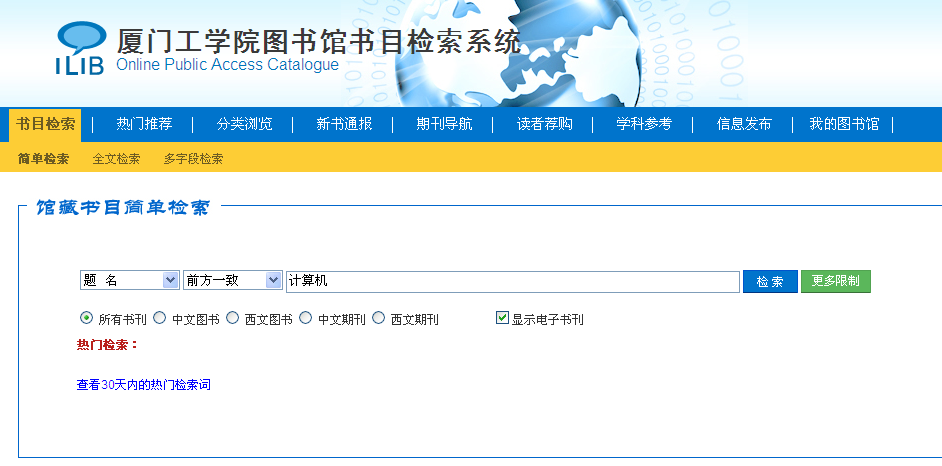 厦门工学院图书馆书目检索系统
ILIB
Online Public Access Catalogue
书目检索 热门推荐 分类浏览 新书通报 期刊导航 读者荐购 学科参考 信息发布 我的图书馆
简单检索 全文检索 多字段检索
馆藏书目简单检索
题 名 前方一致 计算机 检 索 更多限制
所有书刊 中文图书 西文图书 中文期刊 西文期刊 显示电子书刊
热门检索：
查看30天内的热门检索词